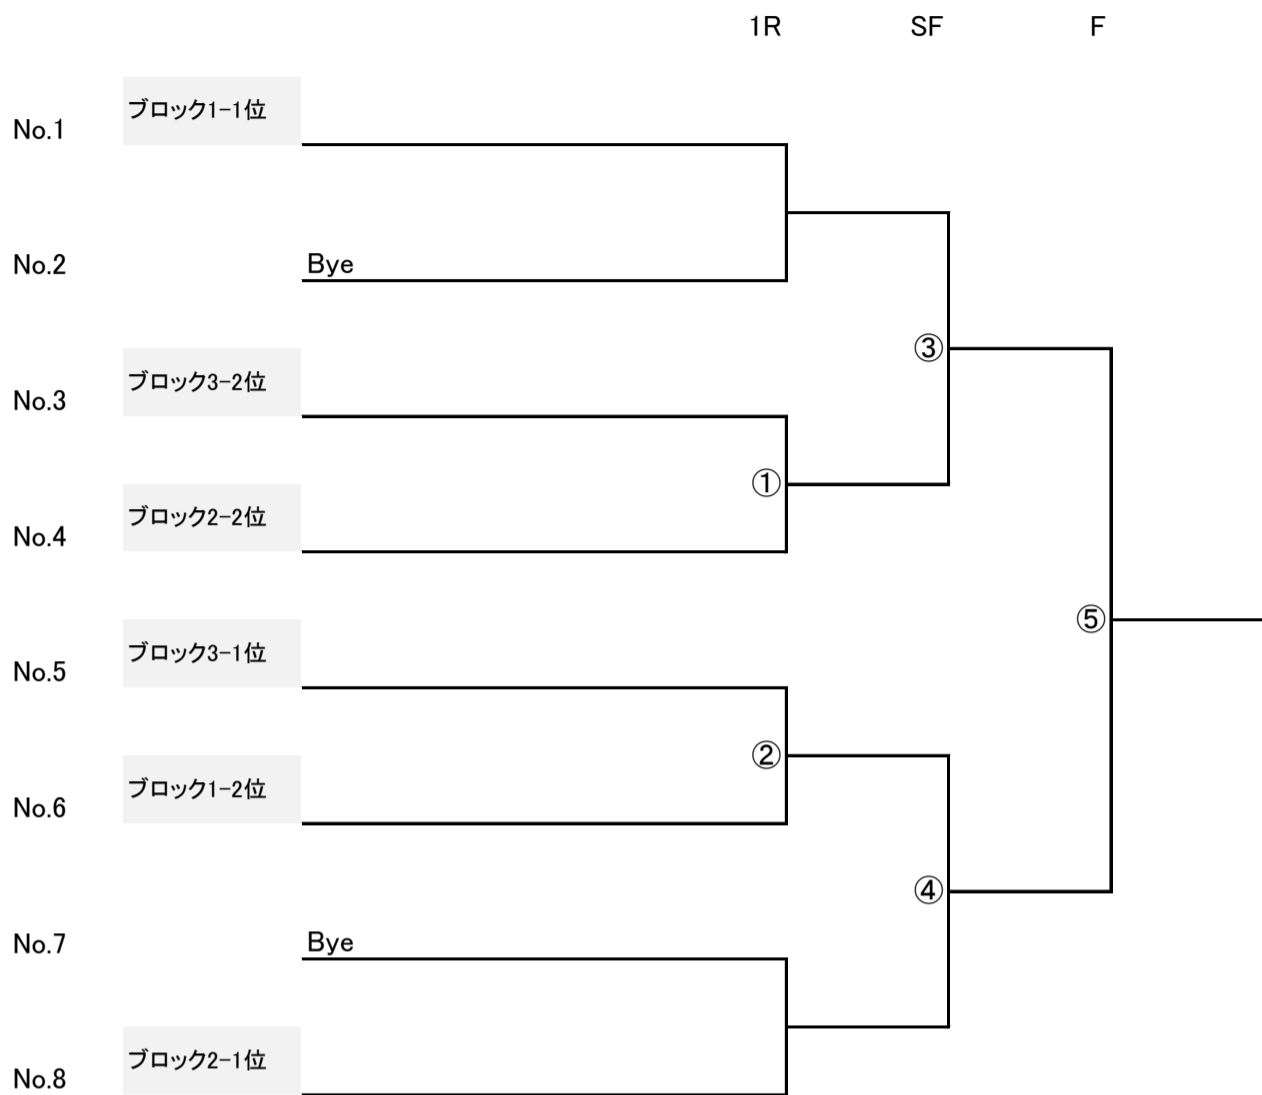 1R SF F
ブロック1-1位
No.1
No.2 Bye
③
ブロック3-2位
No.3
①
ブロック2-2位
No.4
⑤
ブロック3-1位
No.5
②
ブロック1-2位
No.6
④
No.7 Bye
ブロック2-1位
No.8